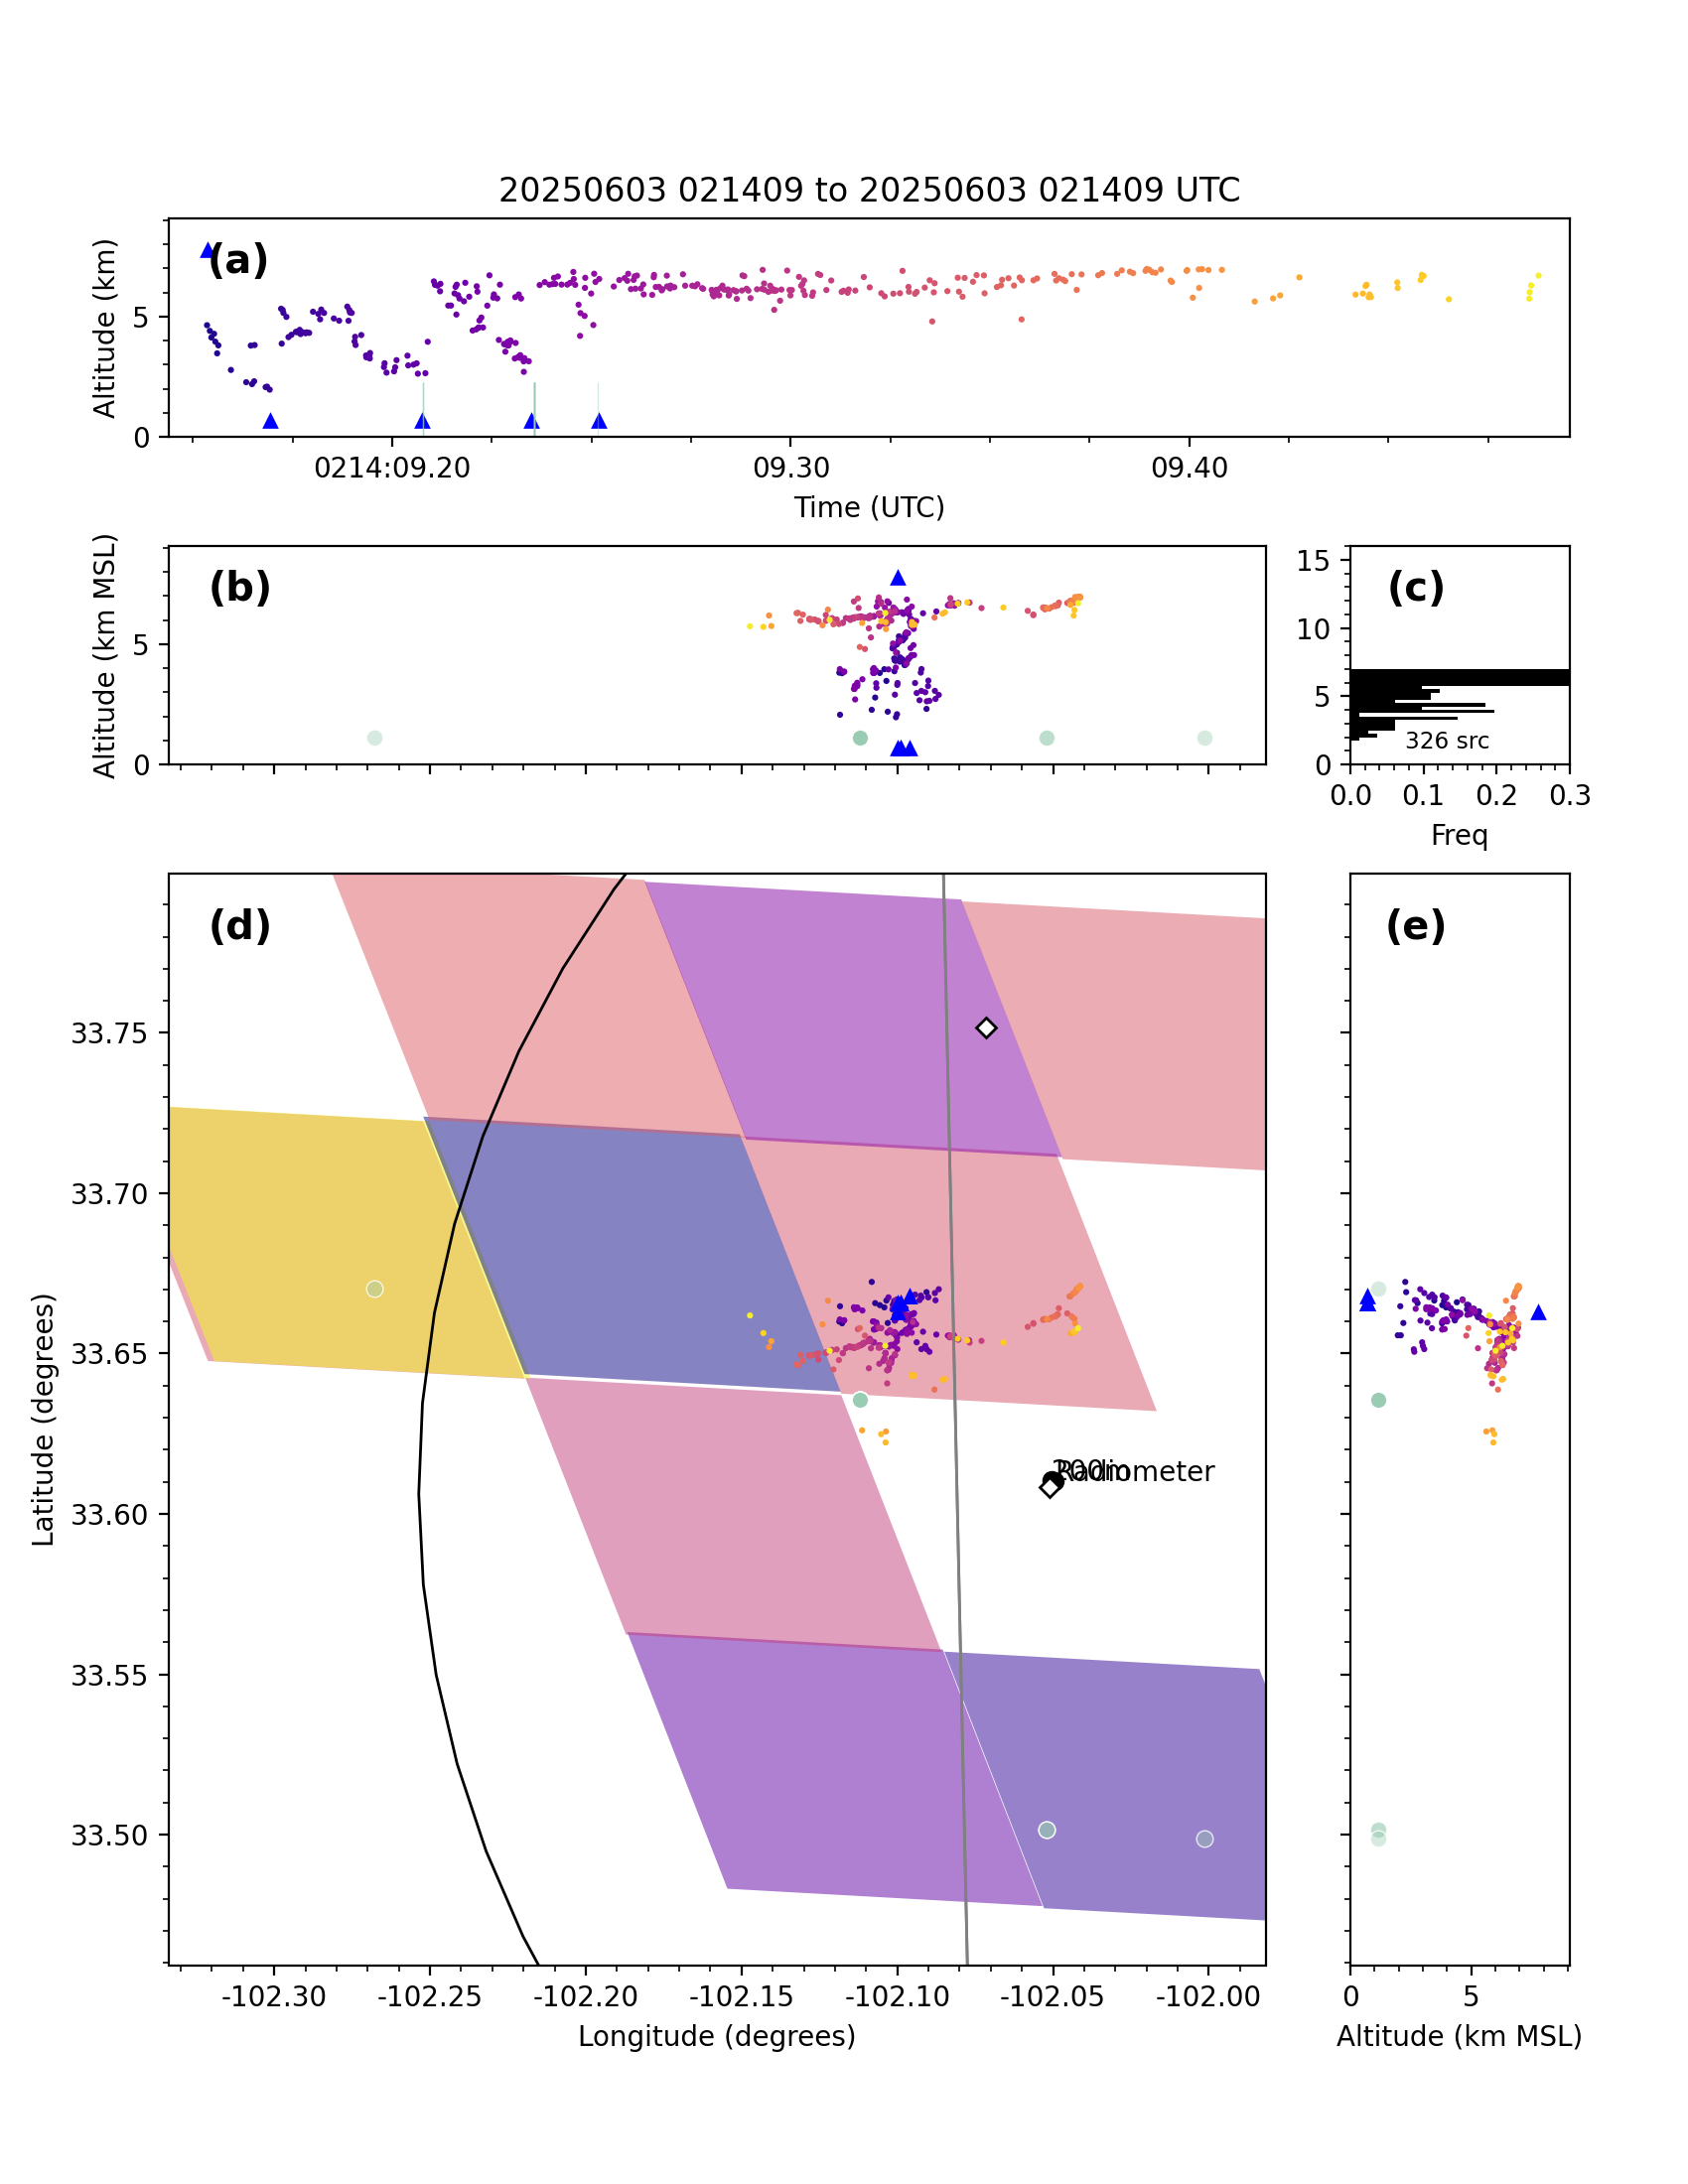 20250603 021409 to 20250603 021409 UTC
(a)
Altitude (km)
5
0
0214:09.20
09.30
09.40
Time (UTC)
(b)
Altitude (km MSL)
5
0
(c)
15
10
5
0
326 src
0.0
0.1
0.2
0.3
Freq
(d)
Latitude (degrees)
33.75
33.70
33.65
33.60
33.55
33.50
Radiometer
-102.30
-102.25
-102.20
-102.15
-102.10
-102.05
-102.00
Longitude (degrees)
(e)
0
5
Altitude (km MSL)